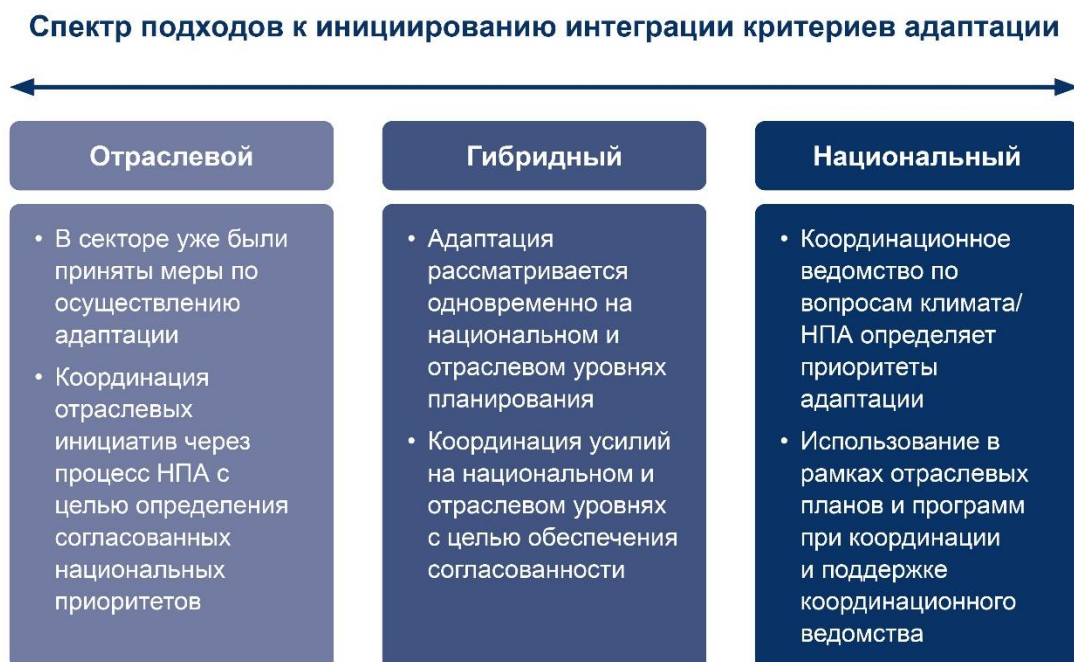 Спектр подходов к инициированию интеграции критериев адаптации
Отраслевой
• В секторе уже были
приняты меры по
осуществлению
адаптации
• Координация
отраслевых
инициатив через
процесс НПА с
целью определения
согласованных
национальных
приоритетов
Гибридный
• Адаптация
рассматривается
одновременно на
национальном и
отраслевом уровнях
планирования
• Координация усилий
на национальном и
отраслевом уровнях
с целью обеспечения
согласованности
Национальный
• Координационное
ведомство по
вопросам климата/
НПА определяет
приоритеты
адаптации
• Использование в
рамках отраслевых
планов и программ
при координации
и поддержке
координационного
ведомства